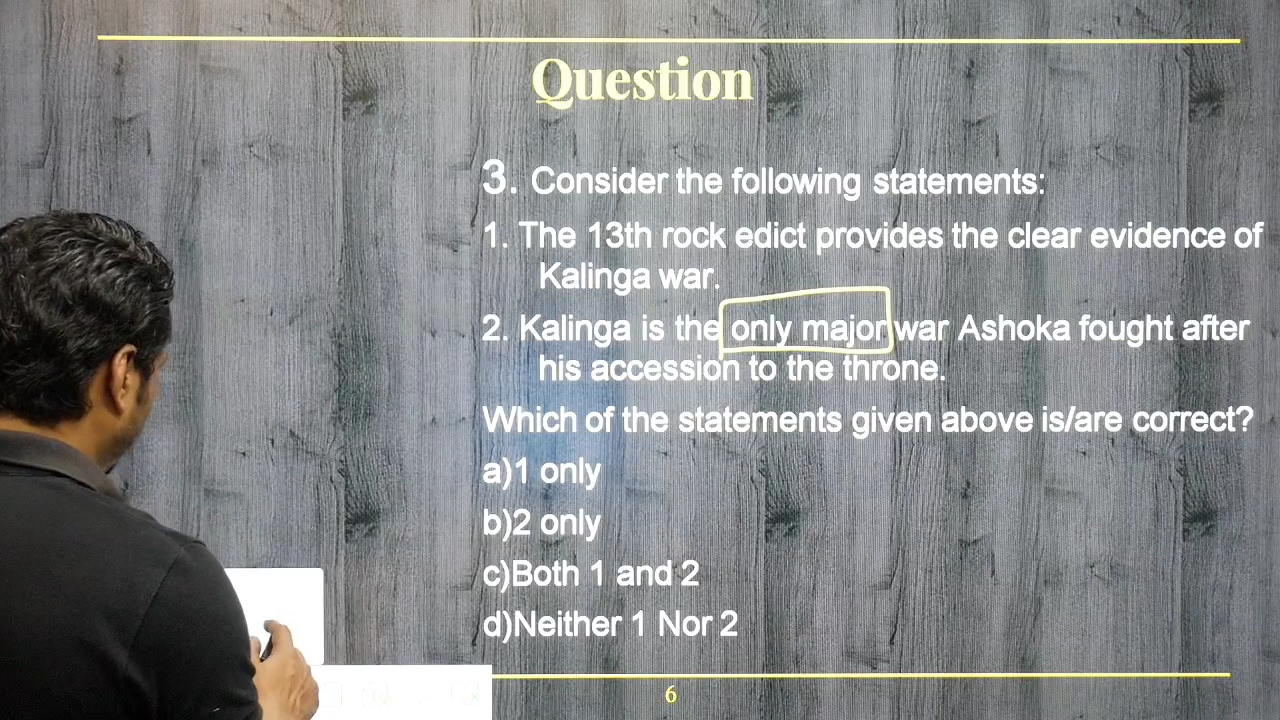 Question
3. Consider the following statements:
1. The 13th rock edict provides the clear evidence of
Kalinga war.
2. Kalinga is the only major war Ashoka fought after
his accession to the throne.
Which of the statements given above is/are correct?
a)1 only
b)2 only
c)Both 1 and 2
d)Neither 1 Nor 2
6